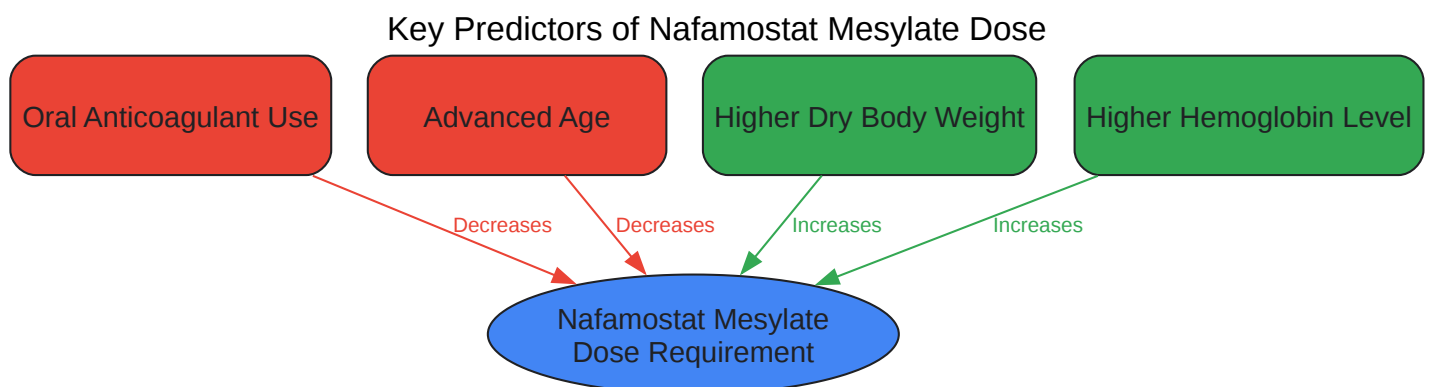 Key Predictors of Nafamostat Mesylate Dose
Oral Anticoagulant Use
Advanced Age
Higher Dry Body Weight
Higher Hemoglobin Level
Decreases
Decreases
Increases
Increases
Nafamostat Mesylate
Dose Requirement